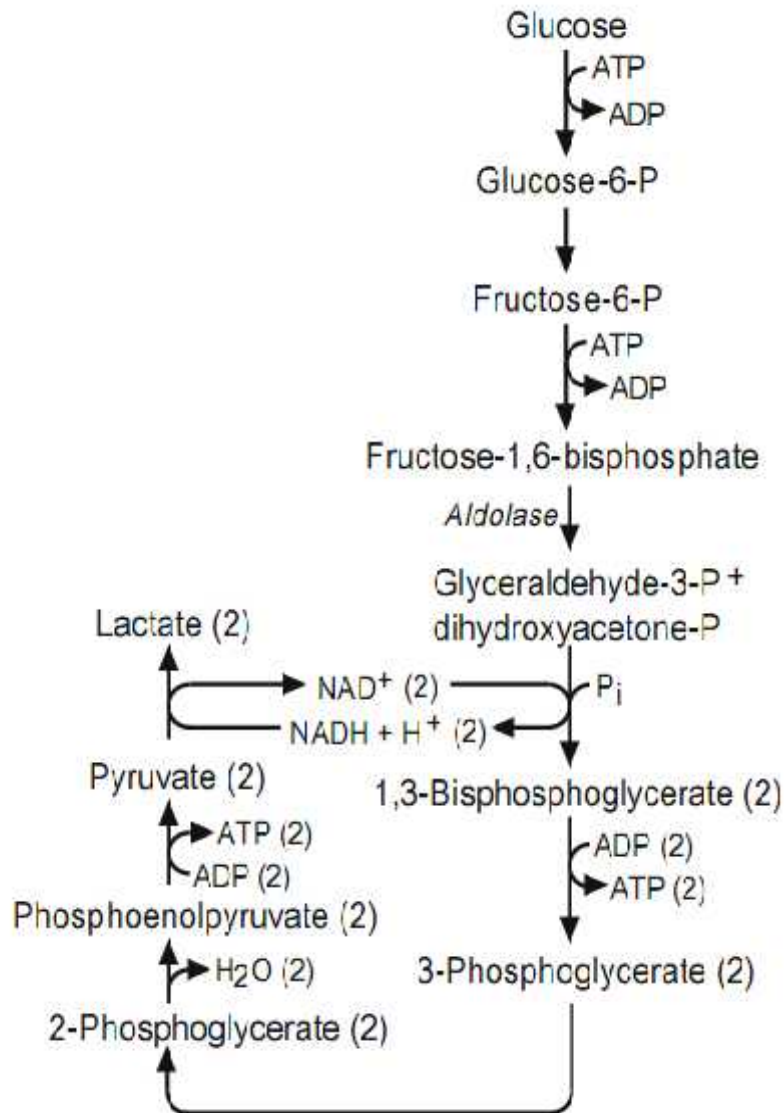 Glucose
ATP
ADP
Glucose-6-P
Fructose-6-P
ATP
ADP
Fructose-1,6-bisphosphate
Aldolase
Glyceraldehyde-3-P +
dihydroxyacetone-P
Pi
NAD+ (2)
NADH + H+ (2)
1,3-Bisphosphoglycerate (2)
ADP (2)
ATP (2)
3-Phosphoglycerate (2)
2-Phosphoglycerate (2)
H2O (2)
Phosphoenolpyruvate (2)
ADP (2)
ATP (2)
Pyruvate (2)
Lactate (2)